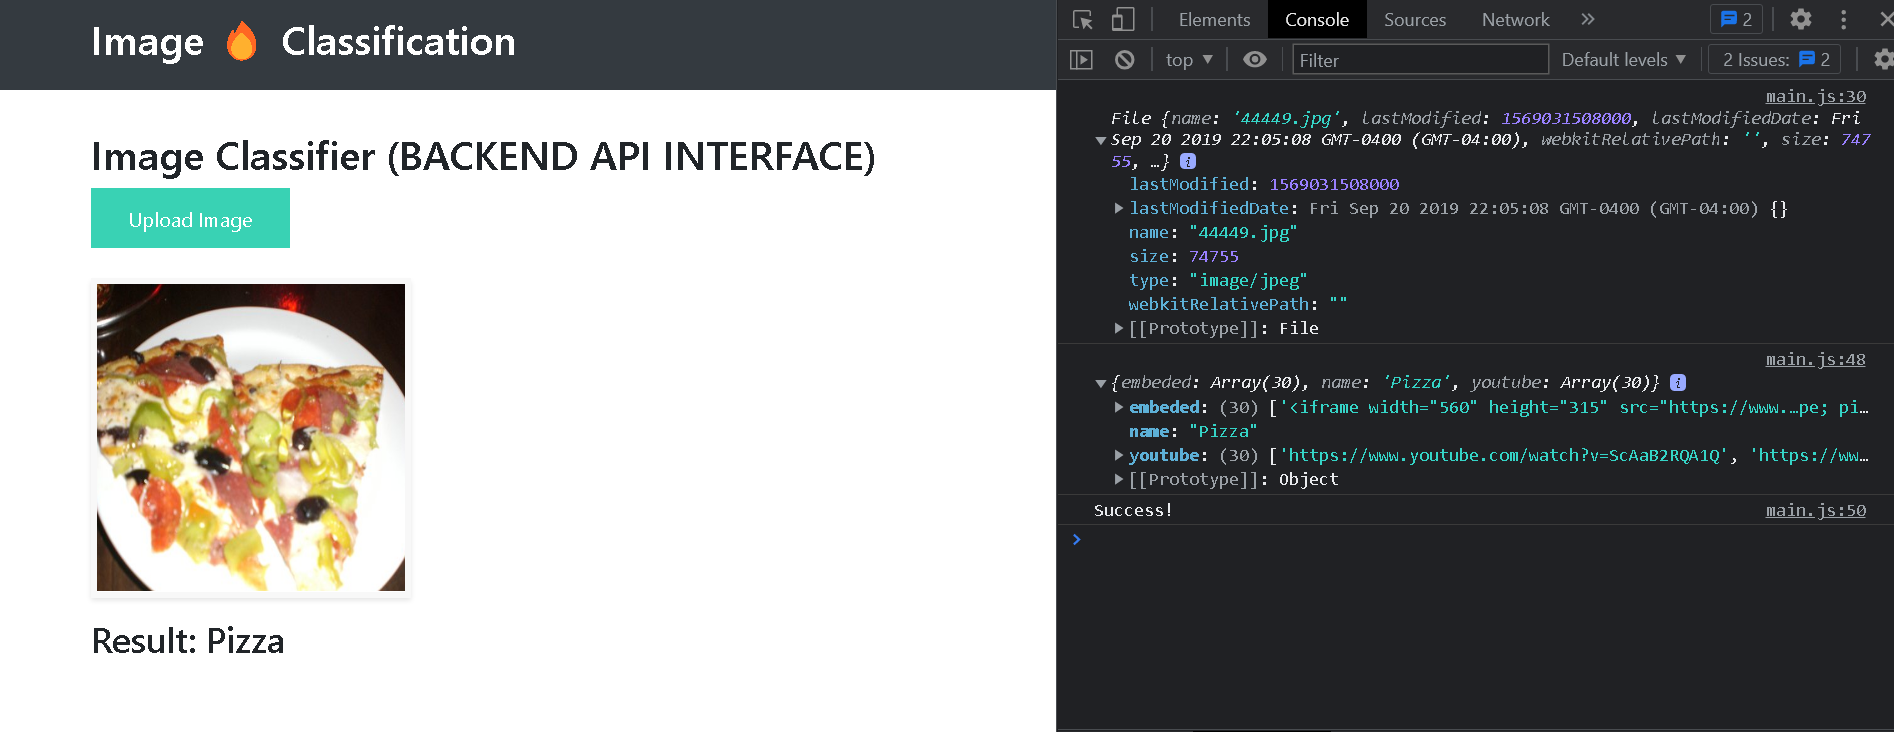 Image 🔥 Classification
Image Classifier (BACKEND API INTERFACE)
Upload Image
Result: Pizza
Elements Console Sources Network » 2
top ▼ Filter Default levels ▼ 2 Issues: 2
main.js:30
File {name: '44449.jpg', lastModified: 1569031508000, lastModifiedDate: Fri
Sep 20 2019 22:05:08 GMT-0400 (GMT-04:00), webkitRelativePath: '', size: 747
55, …}
lastModified: 1569031508000
lastModifiedDate: Fri Sep 20 2019 22:05:08 GMT-0400 (GMT-04:00) {}
name: "44449.jpg"
size: 74755
type: "image/jpeg"
webkitRelativePath: ""
[[Prototype]]: File
main.js:48
{embeded: Array(30), name: 'Pizza', youtube: Array(30)}
embeded: (30) ['<iframe width="560" height="315" src="https://www.…pe; pi…
name: "Pizza"
youtube: (30) ['https://www.youtube.com/watch?v=ScAaB2RQA1Q', 'https://ww…
[[Prototype]]: Object
Success! main.js:50